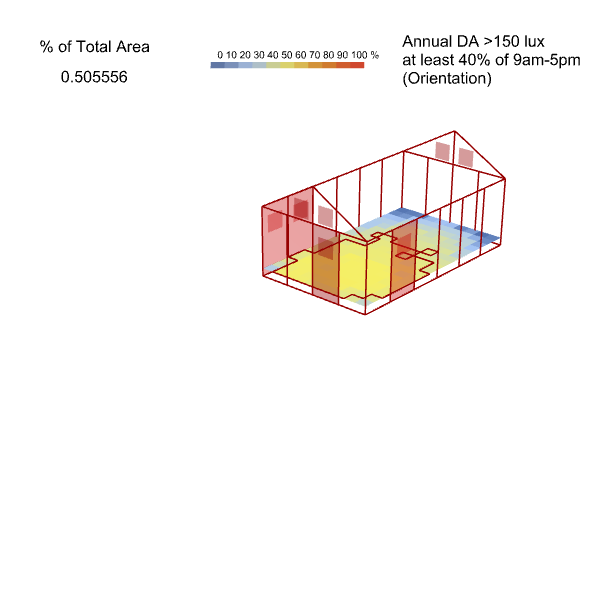 % of Total Area
0.505556
0 10 20 30 40 50 60 70 80 90 100 %
Annual DA >150 lux
at least 40% of 9am-5pm
(Orientation)